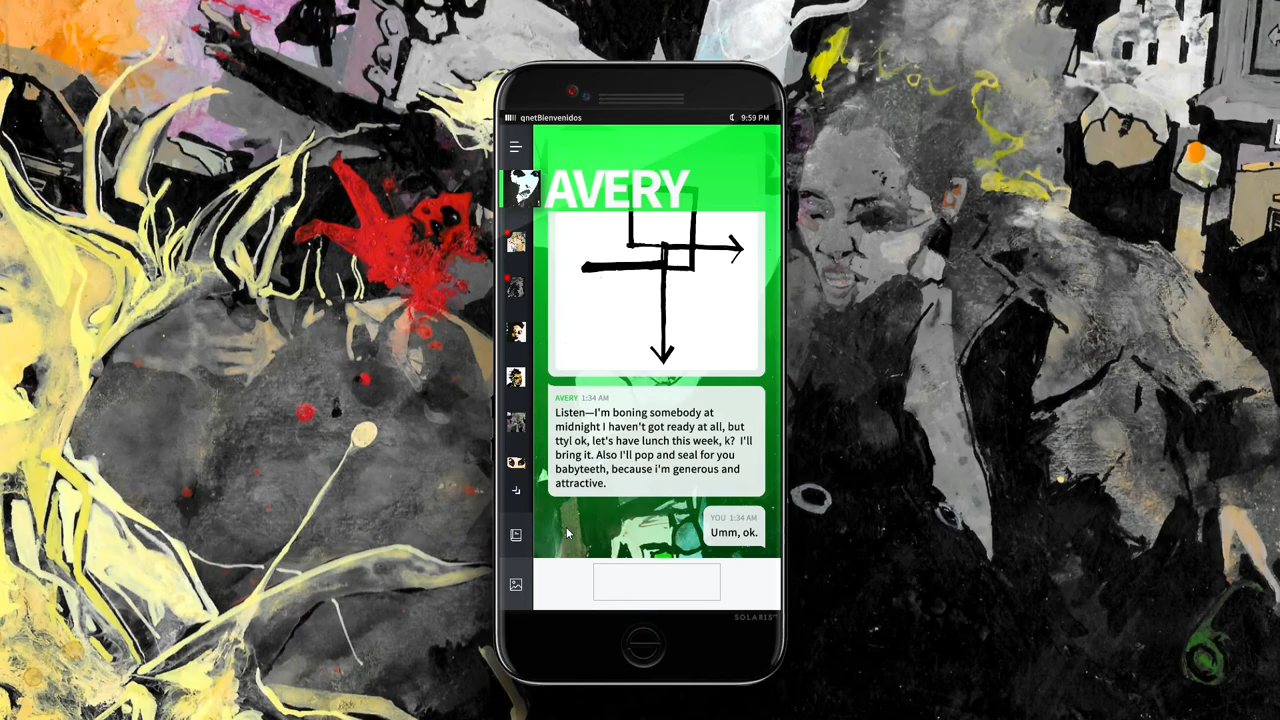 qnetBienvenidos
9:59 PM
AVERY
AVERY 1:34 AM
Listen—I'm boning somebody at
midnight I haven't got ready at all, but
ttyl ok, let's have lunch this week, k?  I'll
bring it. Also I'll pop and seal for you
babyteeth, because i'm generous and
attractive.
YOU 1:34 AM
Umm, ok.
SOLARIS™